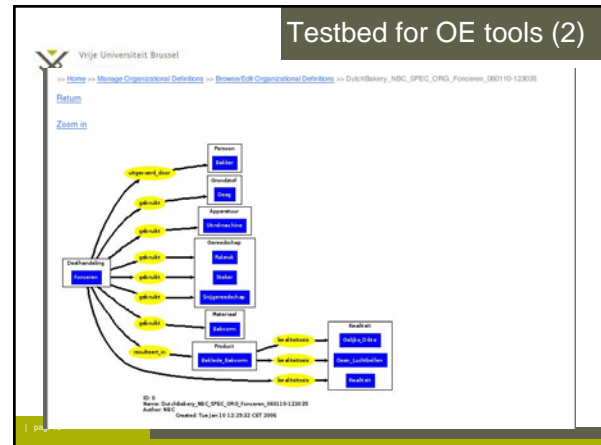 Testbed for OE tools (2)
Vrije Universiteit Brussel
>> Home >> Manage Organizational Definitions >> Browse/Edit Organizational Definitions >> DutchBakery_NBC_SPEC_ORG_Fonceren_060110-123035
Return
Zoom in
Persoon
Bakker
uitgevoerd_door
Grondstof
gebruikt
Deeg
Apparatuur
gebruikt
Uitrolmachine
Gereedschap
Deelhandeling
gebruikt
Rolstok
Fonceren
gebruikt
Steker
gebruikt
Snijgereedschap
Materiaal
gebruikt
Bakvorm
Kwaliteit
Product
kwaliteitseis
Gelijke_Dikte
resulteert_in
Beklede_Bakvorm
kwaliteitseis
Geen_Luchtbellen
kwaliteitseis
Kwaliteit
ID: 0
Name: DutchBakery_NBC_SPEC_ORG_Fonceren_060110-123035
Author: NBC
Created: Tue Jan 10 12:29:32 CET 2006